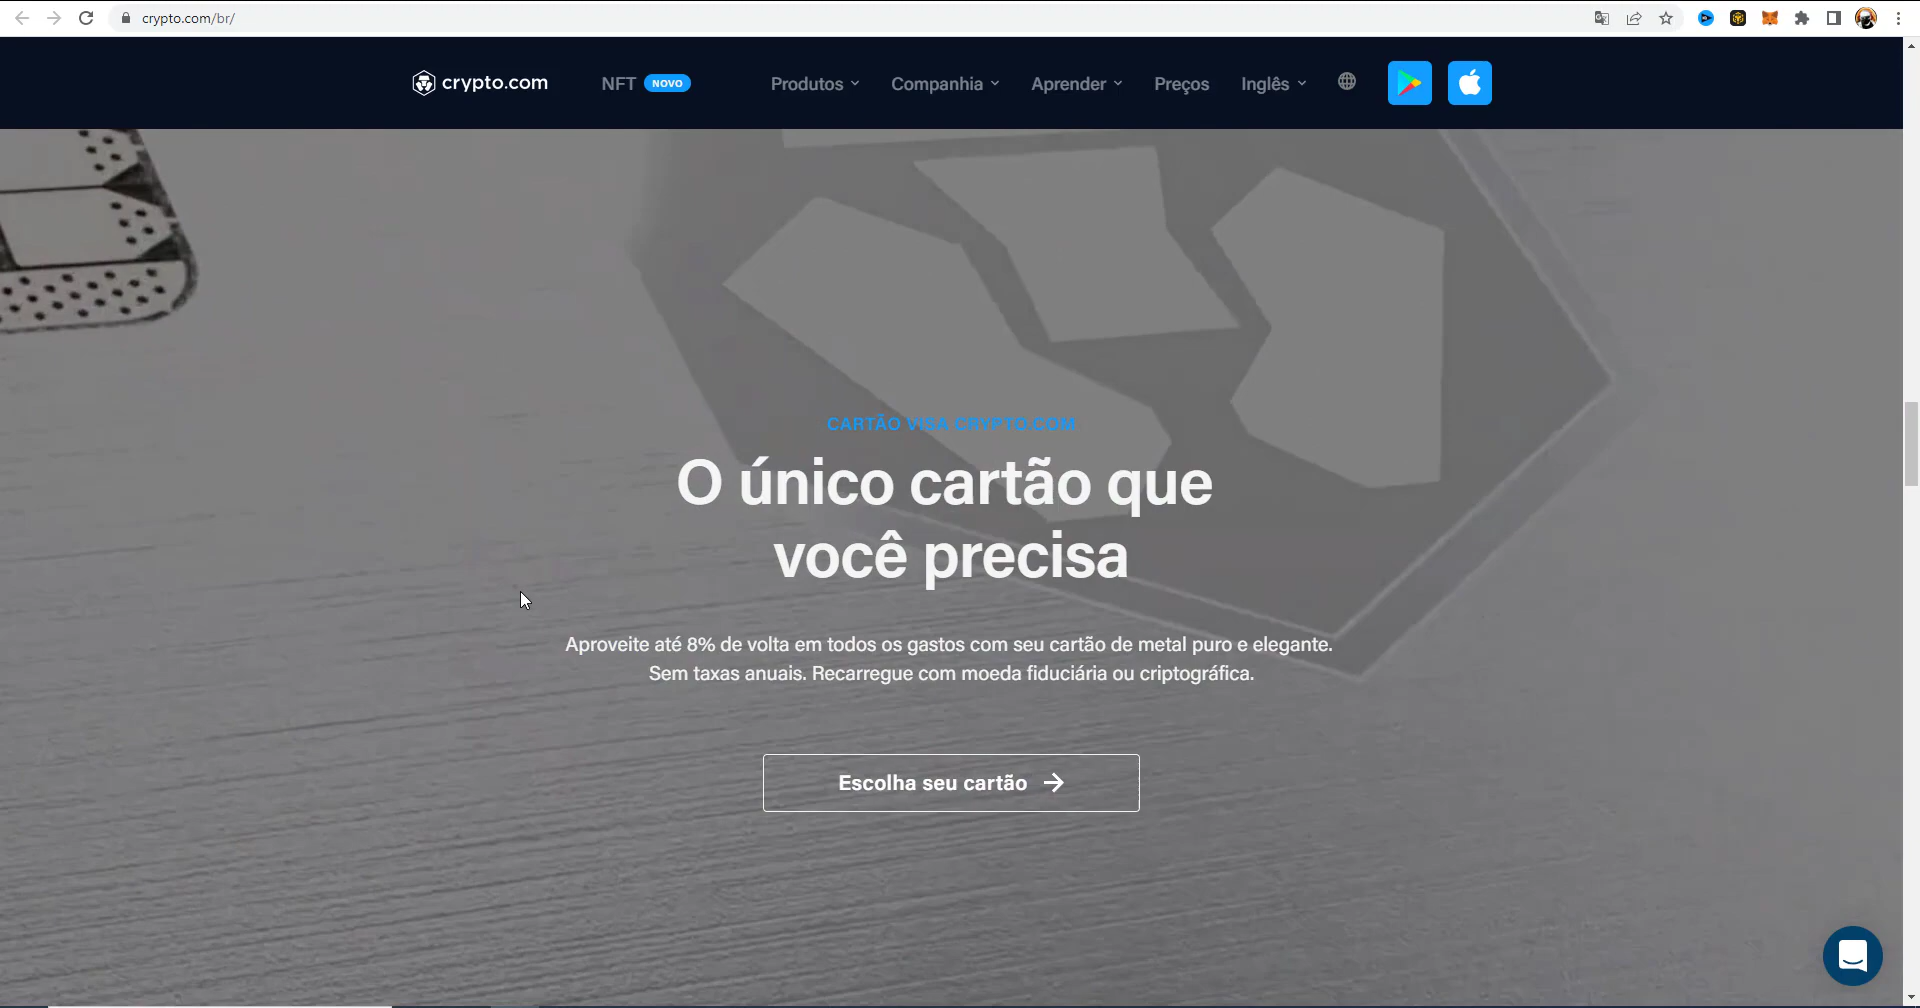 crypto.com/br/
crypto.com
NFT NOVO
Produtos
Companhia
Aprender
Preços
Inglês
CARTÃO VISA CRYPTO.COM
O único cartão que
você precisa
Aproveite até 8% de volta em todos os gastos com seu cartão de metal puro e elegante.
Sem taxas anuais. Recarregue com moeda fiduciária ou criptográfica.
Escolha seu cartão